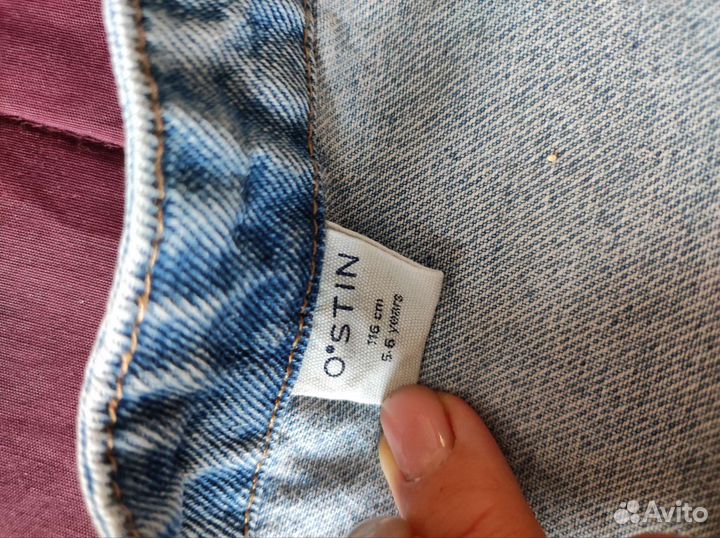 O'STIN
116 cm
5-6 years
Avito